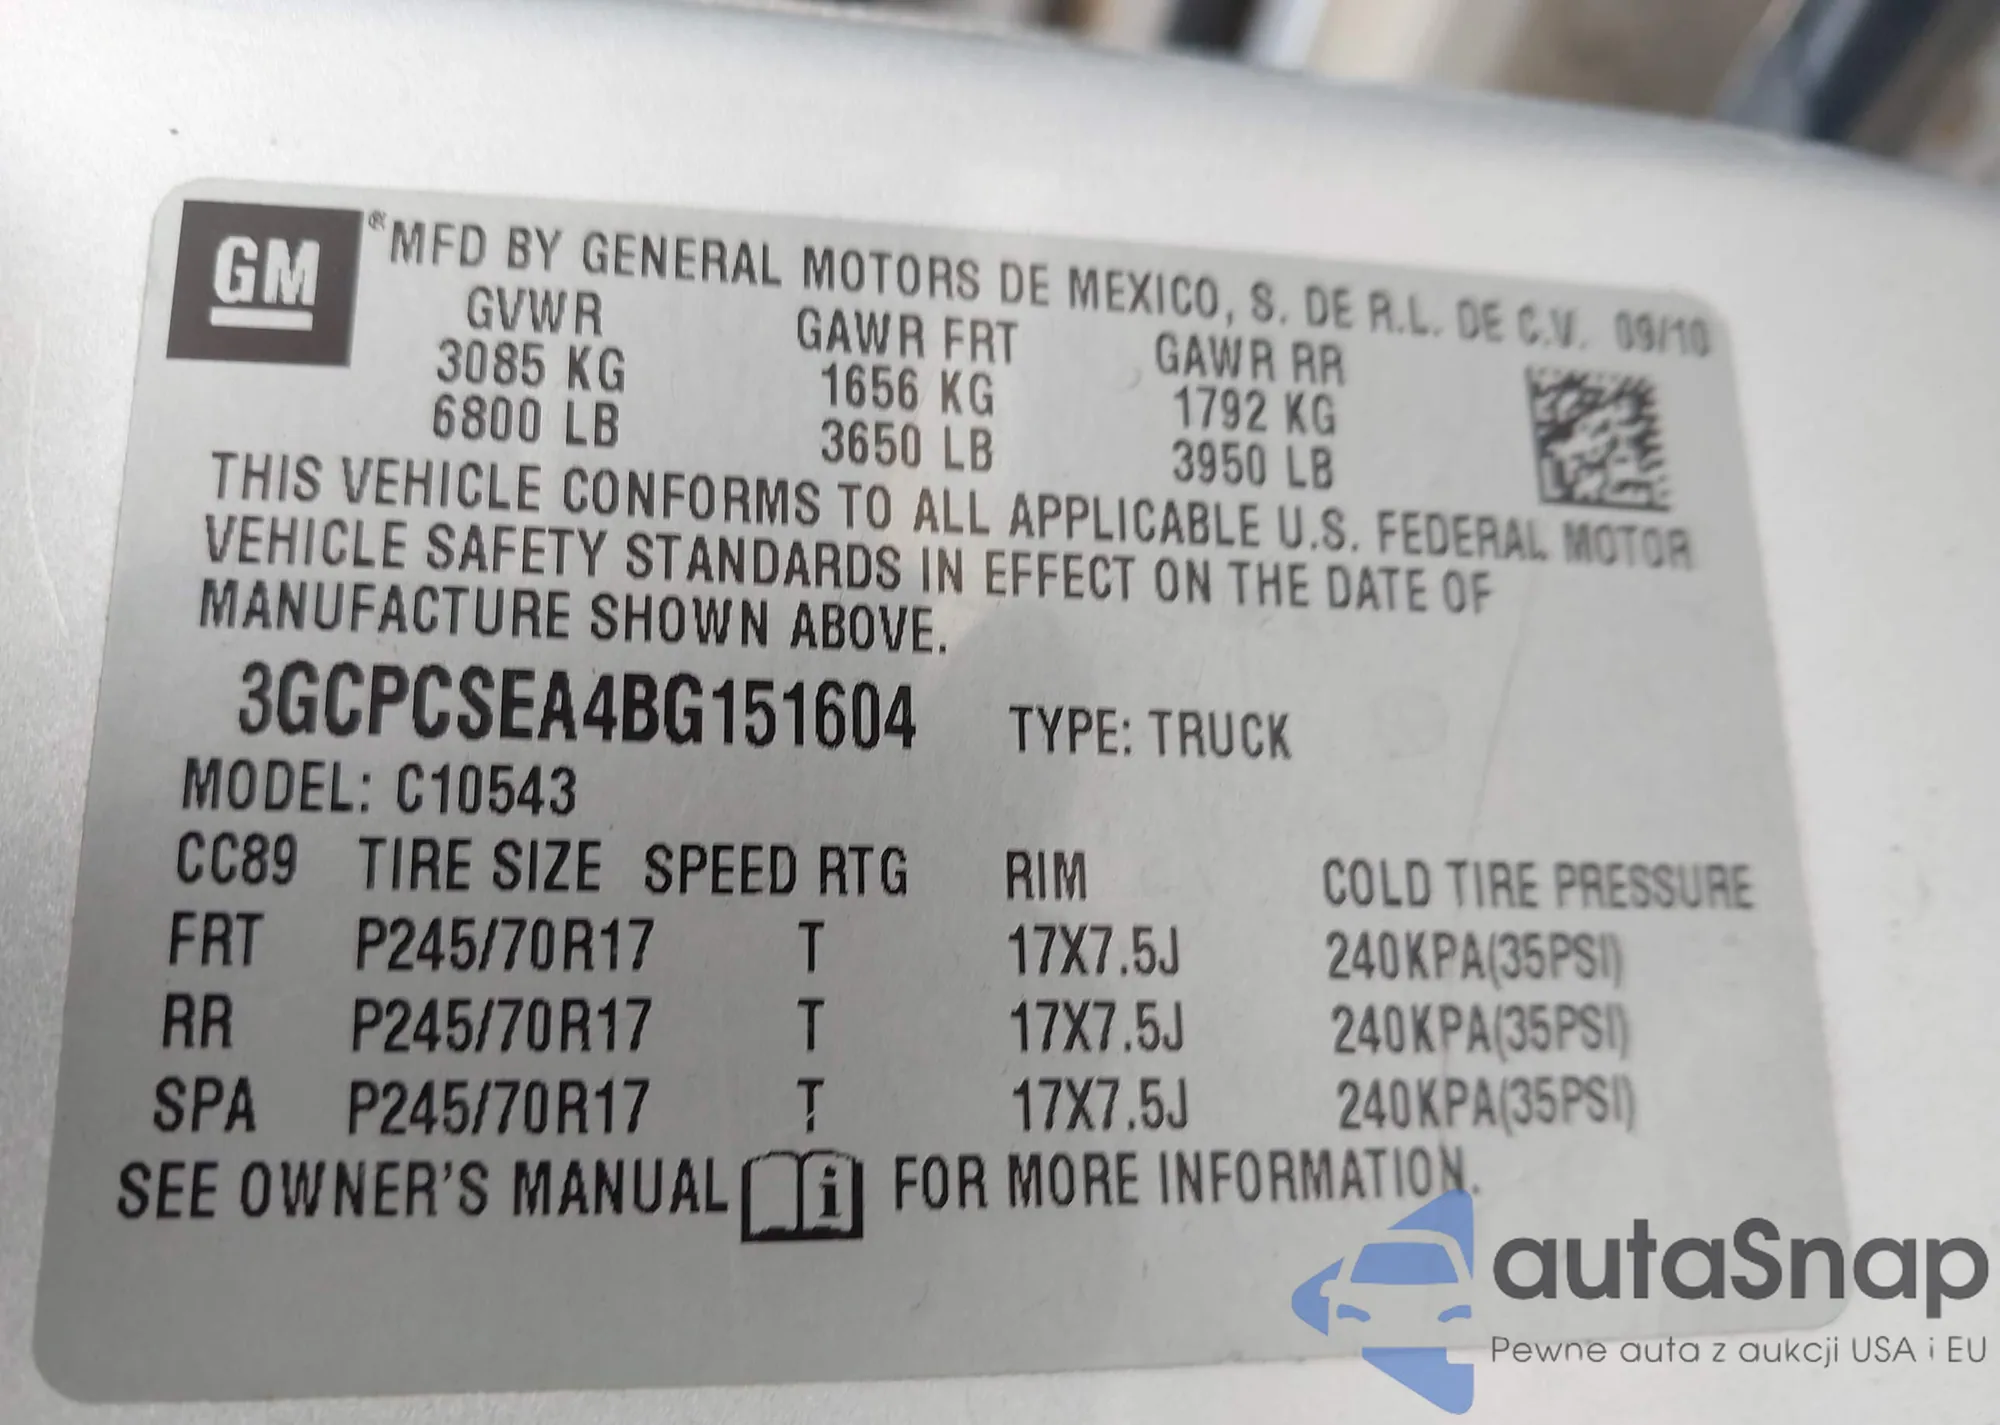 GM ® MFD BY GENERAL MOTORS DE MEXICO, S. DE R.L. DE C.V. 09/10
GVWR GAWR FRT GAWR RR
3085 KG 1656 KG 1792 KG
6800 LB 3650 LB 3950 LB
THIS VEHICLE CONFORMS TO ALL APPLICABLE U.S. FEDERAL MOTOR
VEHICLE SAFETY STANDARDS IN EFFECT ON THE DATE OF
MANUFACTURE SHOWN ABOVE.
3GCPCSEA4BG151604 TYPE: TRUCK
MODEL: C10543
CC89 TIRE SIZE SPEED RTG RIM COLD TIRE PRESSURE
FRT P245/70R17 T 17X7.5J 240KPA(35PSI)
RR P245/70R17 T 17X7.5J 240KPA(35PSI)
SPA P245/70R17 T 17X7.5J 240KPA(35PSI)
SEE OWNER'S MANUAL i FOR MORE INFORMATION.
autaSnap
Pewne auta z aukcji USA i EU